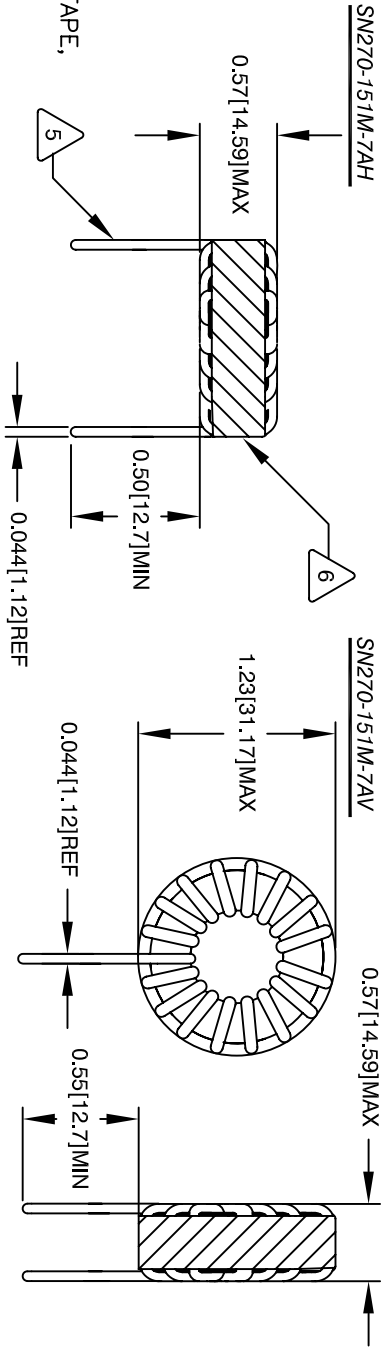 SN270-151M-7AH
0.57[14.59]MAX
5
TAPE,
0.50[12.7]MIN
0.044[1.12]REF
6
SN270-151M-7AV
1.23[31.17]MAX
0.044[1.12]REF
0.57[14.59]MAX
0.55[12.7]MIN